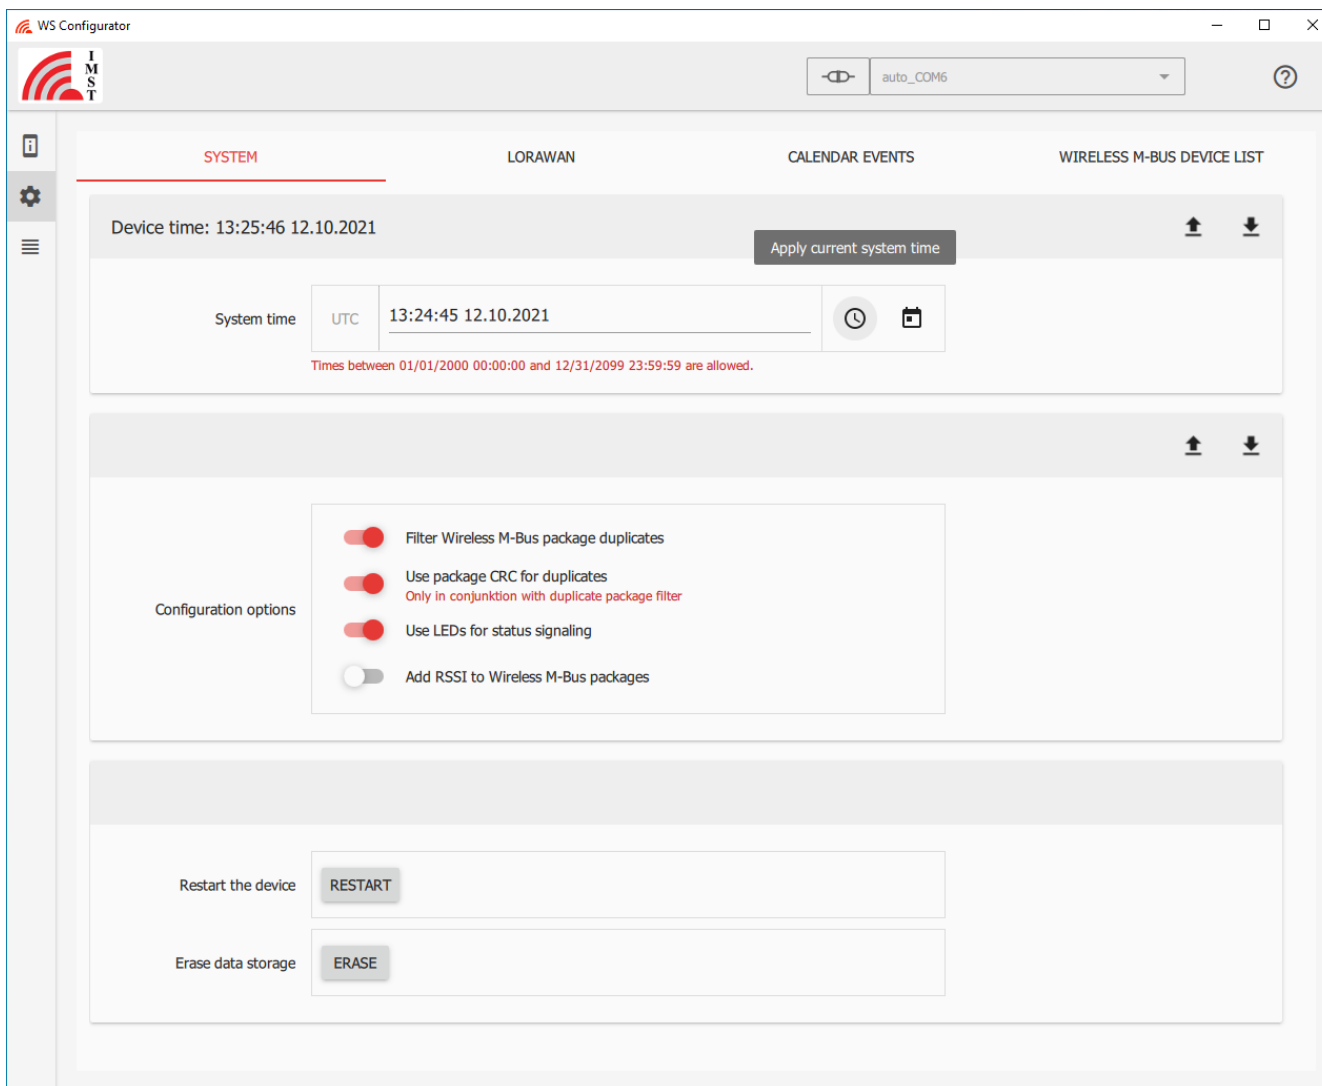 WS Configurator
IMST
auto_COM6
SYSTEM
LORAWAN
CALENDAR EVENTS
WIRELESS M-BUS DEVICE LIST
Device time: 13:25:46 12.10.2021
Apply current system time
System time
UTC
13:24:45 12.10.2021
Times between 01/01/2000 00:00:00 and 12/31/2099 23:59:59 are allowed.
Configuration options
Filter Wireless M-Bus package duplicates
Use package CRC for duplicates
Only in conjunktion with duplicate package filter
Use LEDs for status signaling
Add RSSI to Wireless M-Bus packages
Restart the device
RESTART
Erase data storage
ERASE